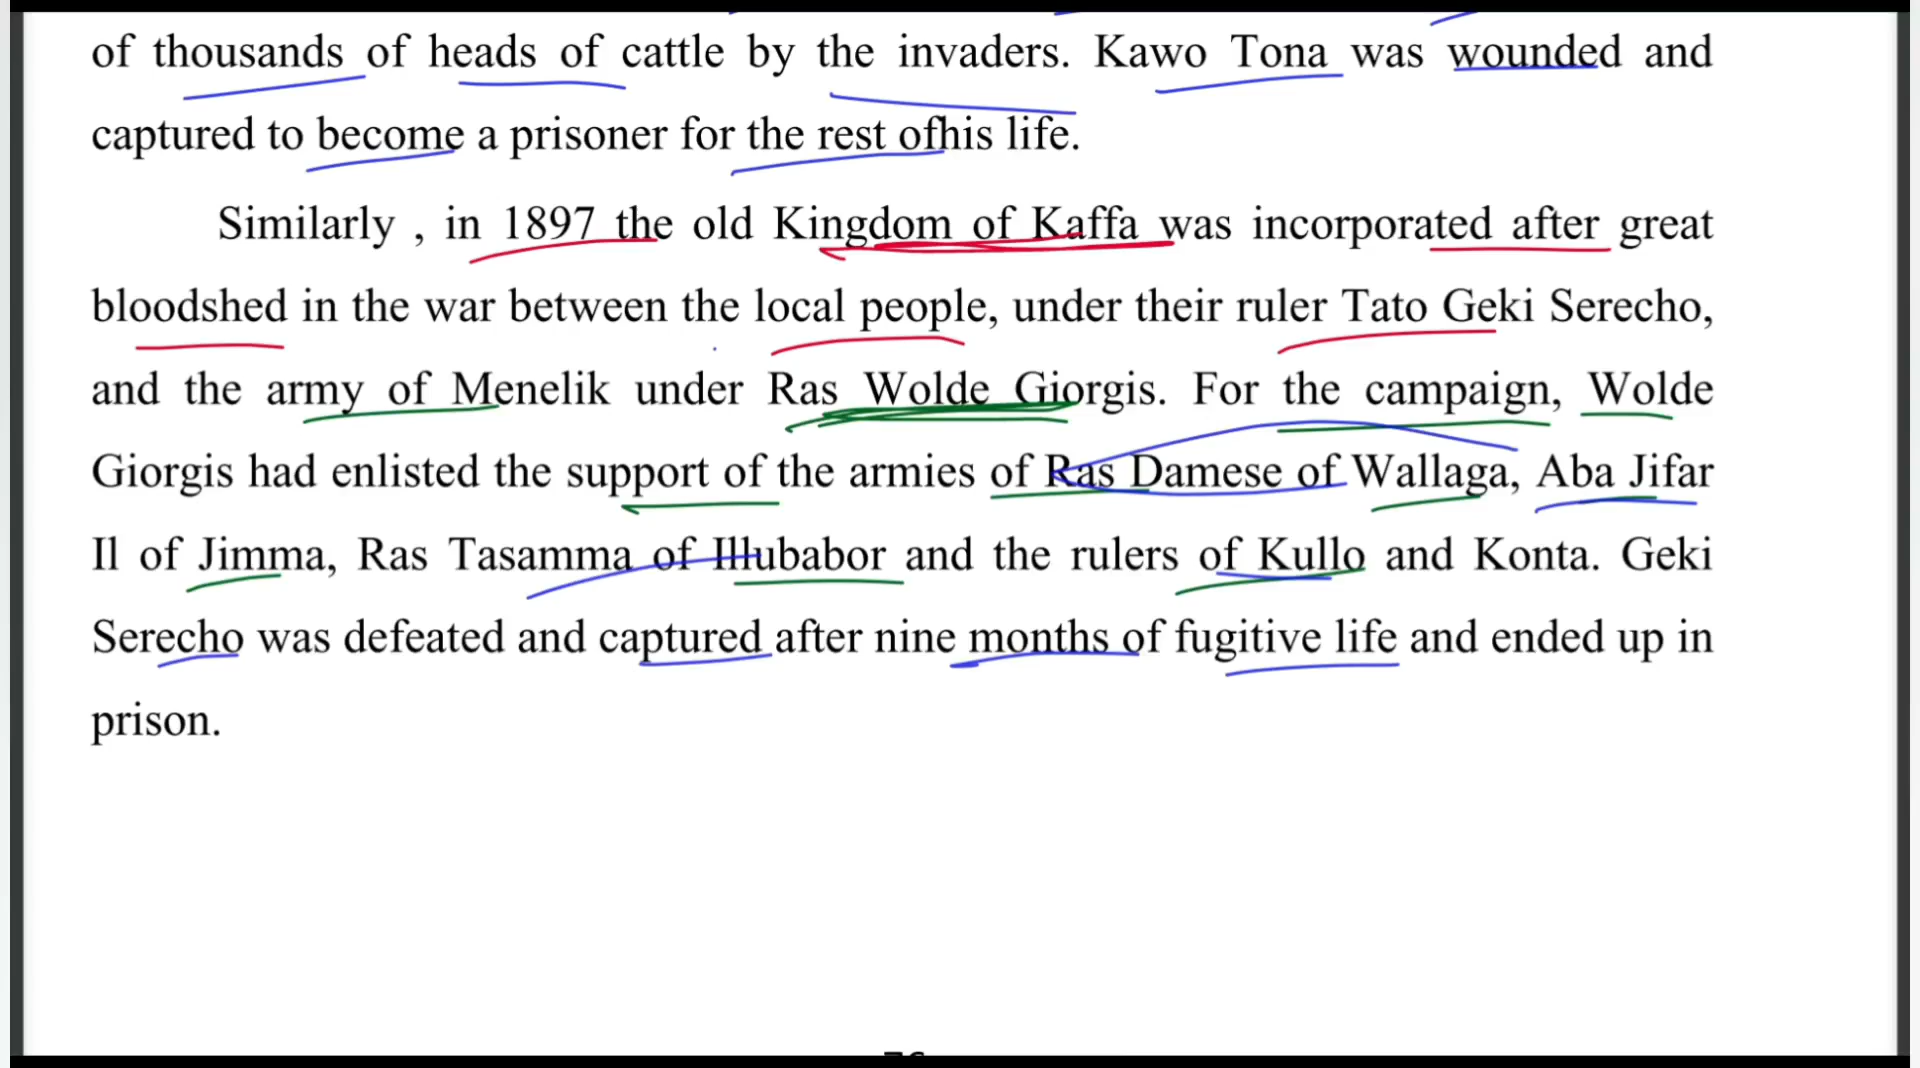 of thousands of heads of cattle by the invaders. Kawo Tona was wounded and
captured to become a prisoner for the rest ofhis life.
Similarly , in 1897 the old Kingdom of Kaffa was incorporated after great
bloodshed in the war between the local people, under their ruler Tato Geki Serecho,
and the army of Menelik under Ras Wolde Giorgis. For the campaign, Wolde
Giorgis had enlisted the support of the armies of Ras Damese of Wallaga, Aba Jifar
Il of Jimma, Ras Tasamma of Illubabor and the rulers of Kullo and Konta. Geki
Serecho was defeated and captured after nine months of fugitive life and ended up in
prison.